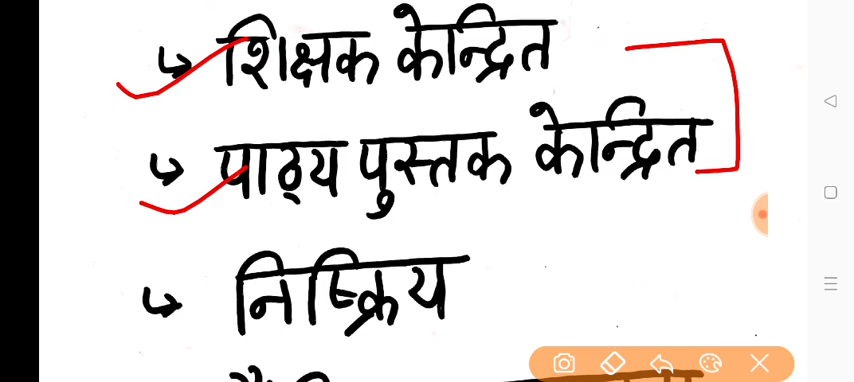 ↳ शिक्षक केन्द्रित
↳ पाठ्य पुस्तक केन्द्रित
↳ निष्क्रिय